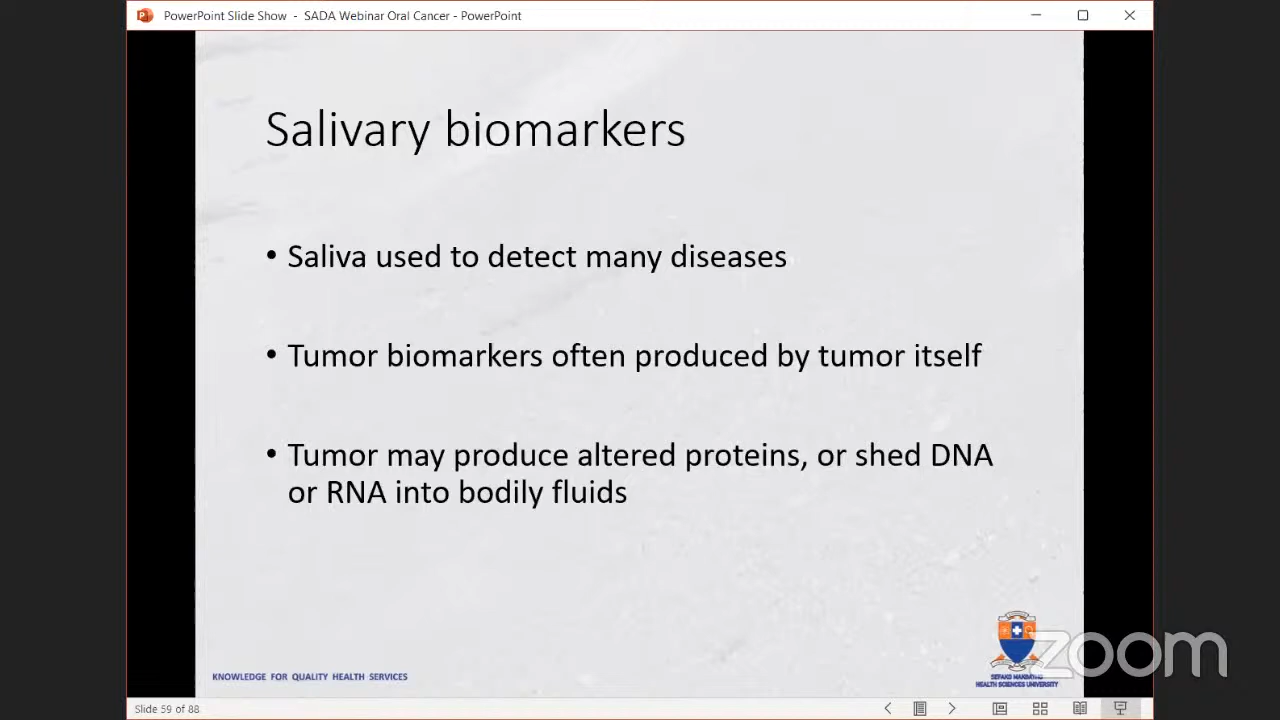 PowerPoint Slide Show - SADA Webinar Oral Cancer - PowerPoint
Salivary biomarkers
• Saliva used to detect many diseases
• Tumor biomarkers often produced by tumor itself
• Tumor may produce altered proteins, or shed DNA
or RNA into bodily fluids
KNOWLEDGE FOR QUALITY HEALTH SERVICES
HEALTH SCIENCES UNIVERSITY
zoom
Slide 59 of 88